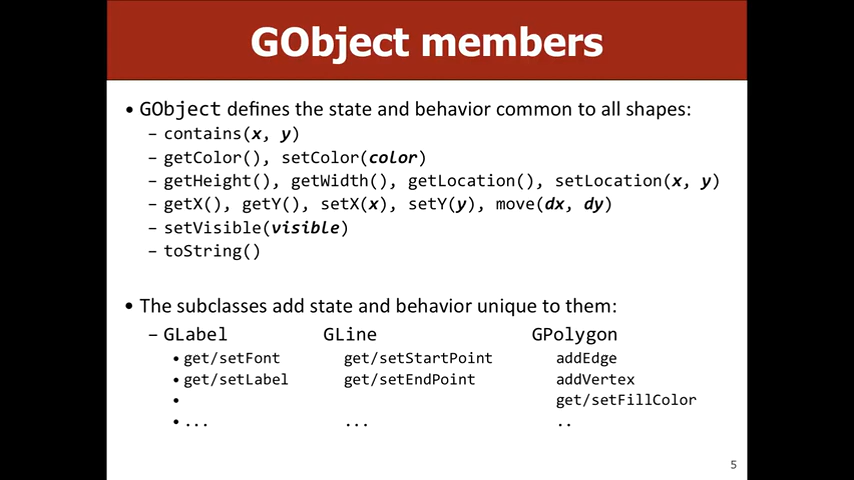 GObject members
• GObject defines the state and behavior common to all shapes:
– contains(x, y)
– getColor(), setColor(color)
– getHeight(), getWidth(), getLocation(), setLocation(x, y)
– getX(), getY(), setX(x), setY(y), move(dx, dy)
– setVisible(visible)
– toString()
• The subclasses add state and behavior unique to them:
– GLabel GLine GPolygon
• get/setFont get/setStartPoint addEdge
• get/setLabel get/setEndPoint addVertex
• get/setFillColor
• ... ... ..
5